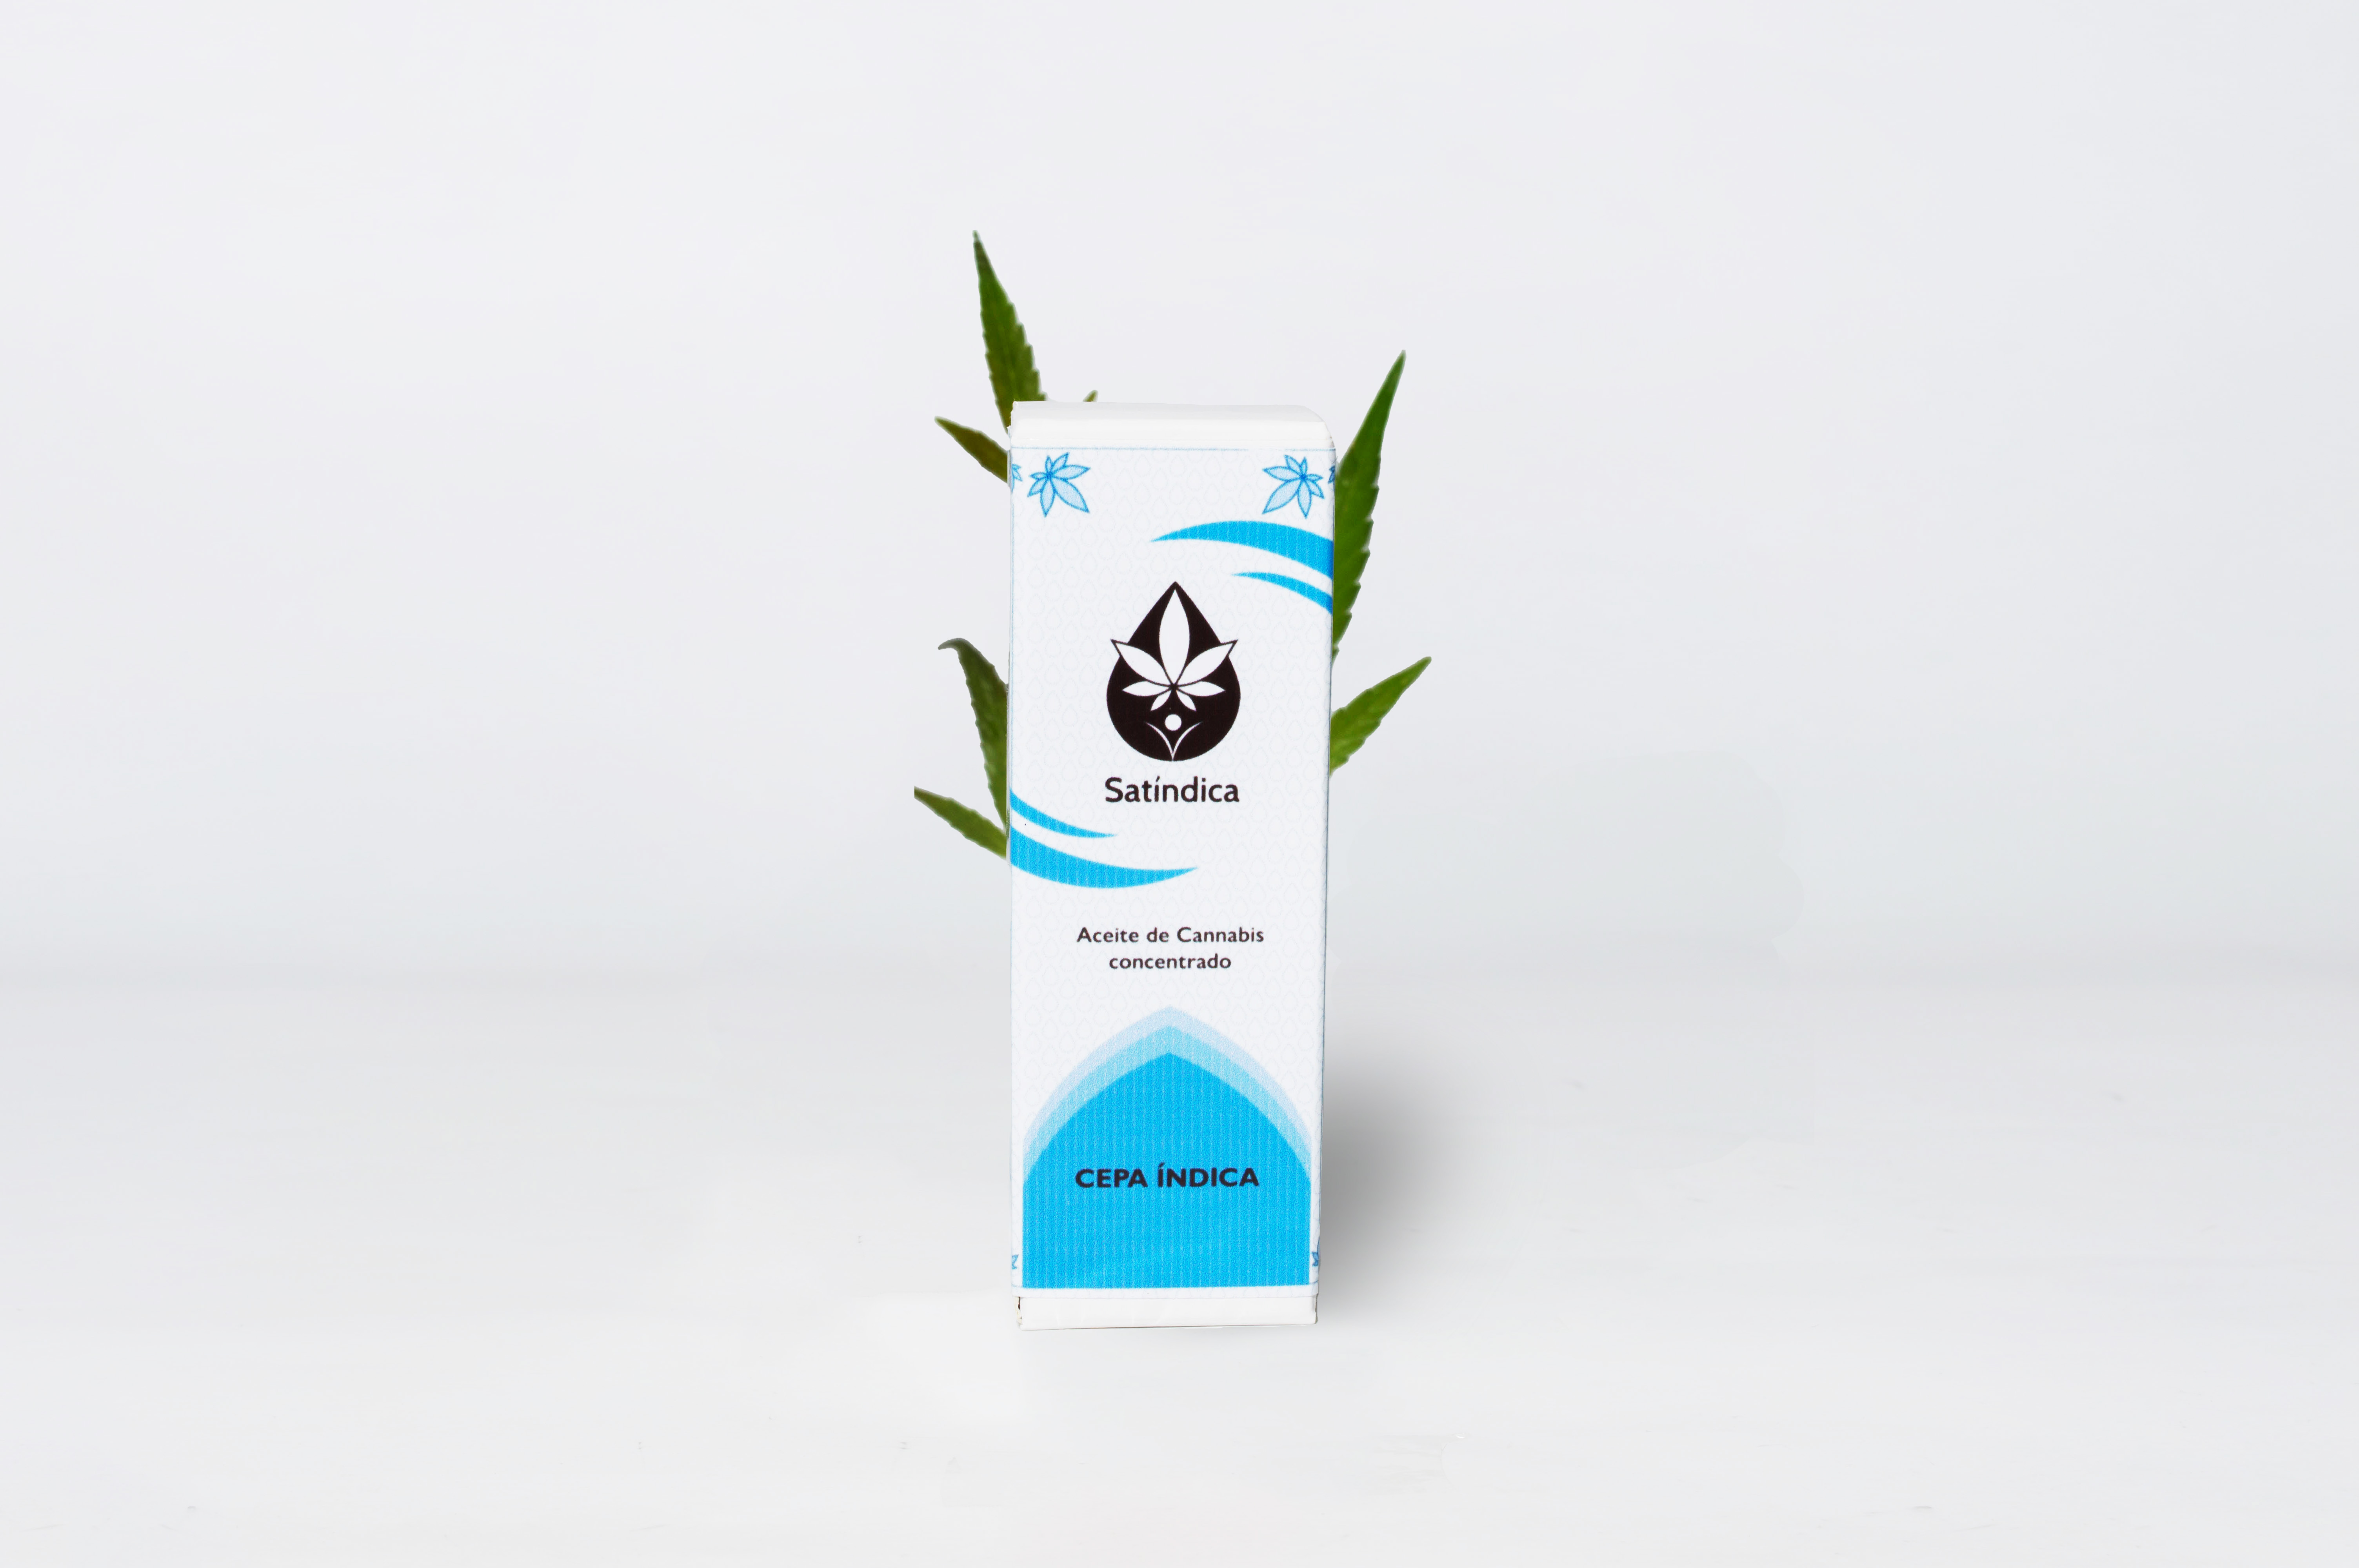 Satíndica
Aceite de Cannabis
concentrado
CEPA ÍNDICA